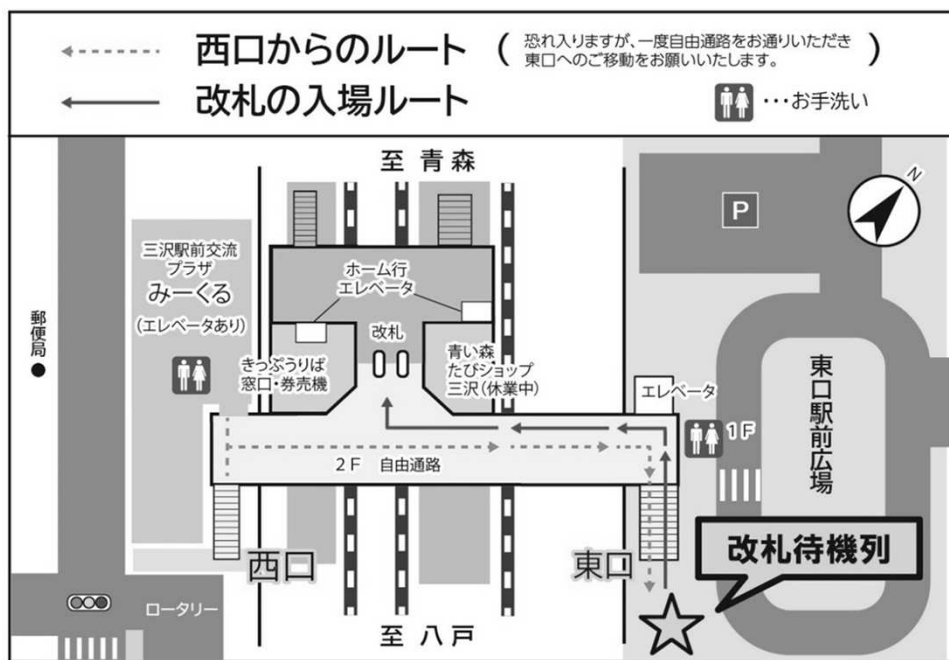 西口からのルート
( 恐れ入りますが、一度自由通路をお通りいただき
東口へのご移動をお願いいたします。 )
改札の入場ルート
…お手洗い
至 青森
N
P
三沢駅前交流
プラザ
みーくる
(エレベータあり)
ホーム行
エレベータ
改札
郵便局
きっぷうりば
窓口・券売機
青い森
たびショップ
三沢(休業中)
エレベータ
1F
東口駅前広場
2F 自由通路
西口
東口
改札待機列
ロータリー
至 八戸